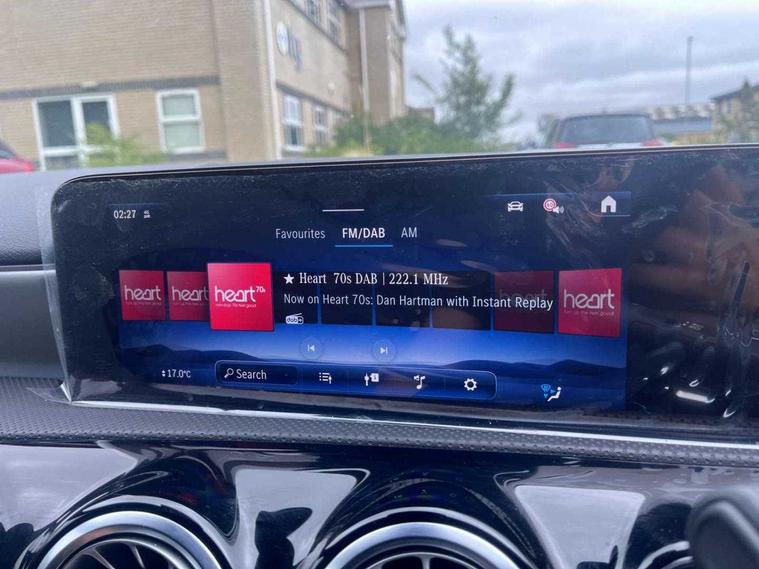 02:27
Favourites FM/DAB AM
heart
heart
heart 70s
★ Heart 70s DAB | 222.1 MHz
Now on Heart 70s: Dan Hartman with Instant Replay
heart
17.0°C
Search